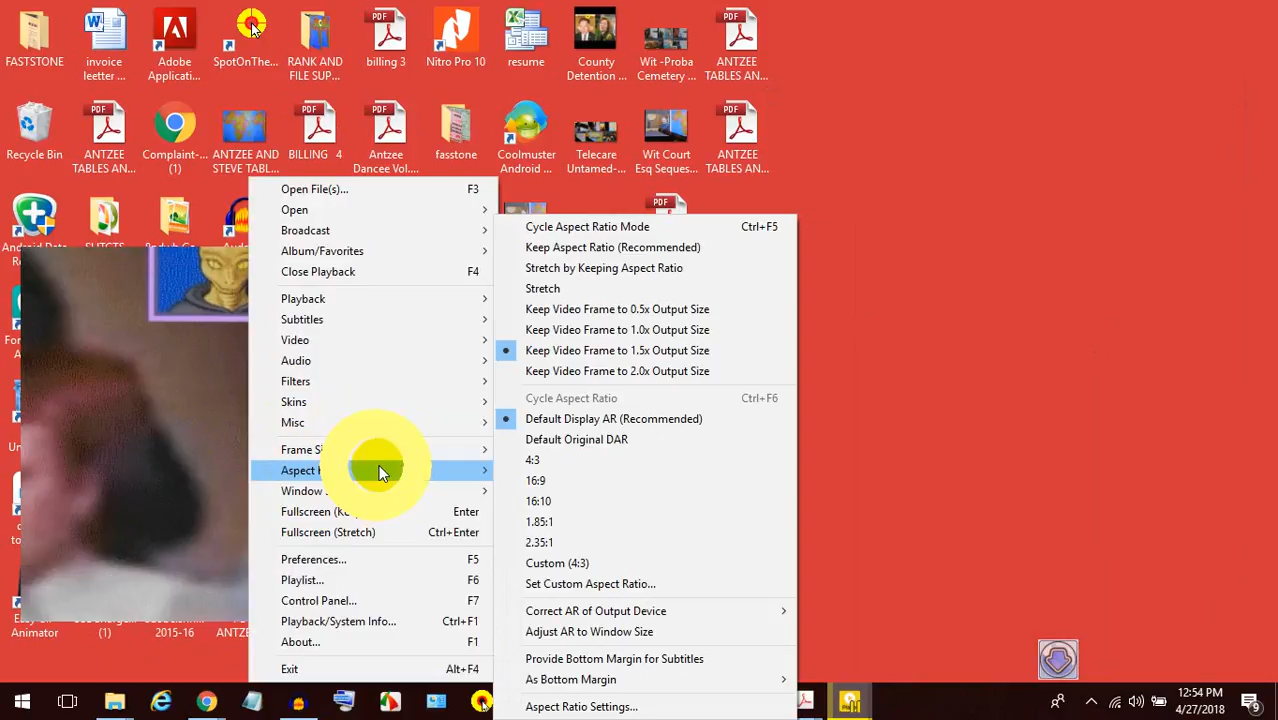 FASTSTONE
invoice
leetter ...
Adobe
Applicati...
SpotOnThe...
RANK AND
FILE SUP...
billing 3
Nitro Pro 10
resume
County
Detention ...
Wit -Proba
Cemetery ...
ANTZEE
TABLES AN...
Recycle Bin
ANTZEE
TABLES AN...
Complaint-...
(1)
ANTZEE AND
STEVE TABL...
BILLING 4
Antzee
Dancee Vol....
fasstone
Coolmuster
Android ...
Telecare
Untamed-...
Wit Court
Esq Seques...
ANTZEE
TABLES AN...
Android Data
Open File(s)... F3
Open
Broadcast
Album/Favorites
Close Playback F4
Playback
Subtitles
Video
Audio
Filters
Skins
Misc
Frame Si
Aspect
Window
Fullscreen Enter
Fullscreen (Stretch) Ctrl+Enter
Preferences... F5
Playlist... F6
Control Panel... F7
Playback/System Info... Ctrl+F1
About... F1
Exit Alt+F4
Cycle Aspect Ratio Mode Ctrl+F5
Keep Aspect Ratio (Recommended)
Stretch by Keeping Aspect Ratio
Stretch
Keep Video Frame to 0.5x Output Size
Keep Video Frame to 1.0x Output Size
Keep Video Frame to 1.5x Output Size
Keep Video Frame to 2.0x Output Size
Cycle Aspect Ratio Ctrl+F6
Default Display AR (Recommended)
Default Original DAR
4:3
16:9
16:10
1.85:1
2.35:1
Custom (4:3)
Set Custom Aspect Ratio...
Correct AR of Output Device
Adjust AR to Window Size
Provide Bottom Margin for Subtitles
As Bottom Margin
Aspect Ratio Settings...
Animator
(1)
2015-16
ANTZEE
12:54 PM
4/27/2018
9